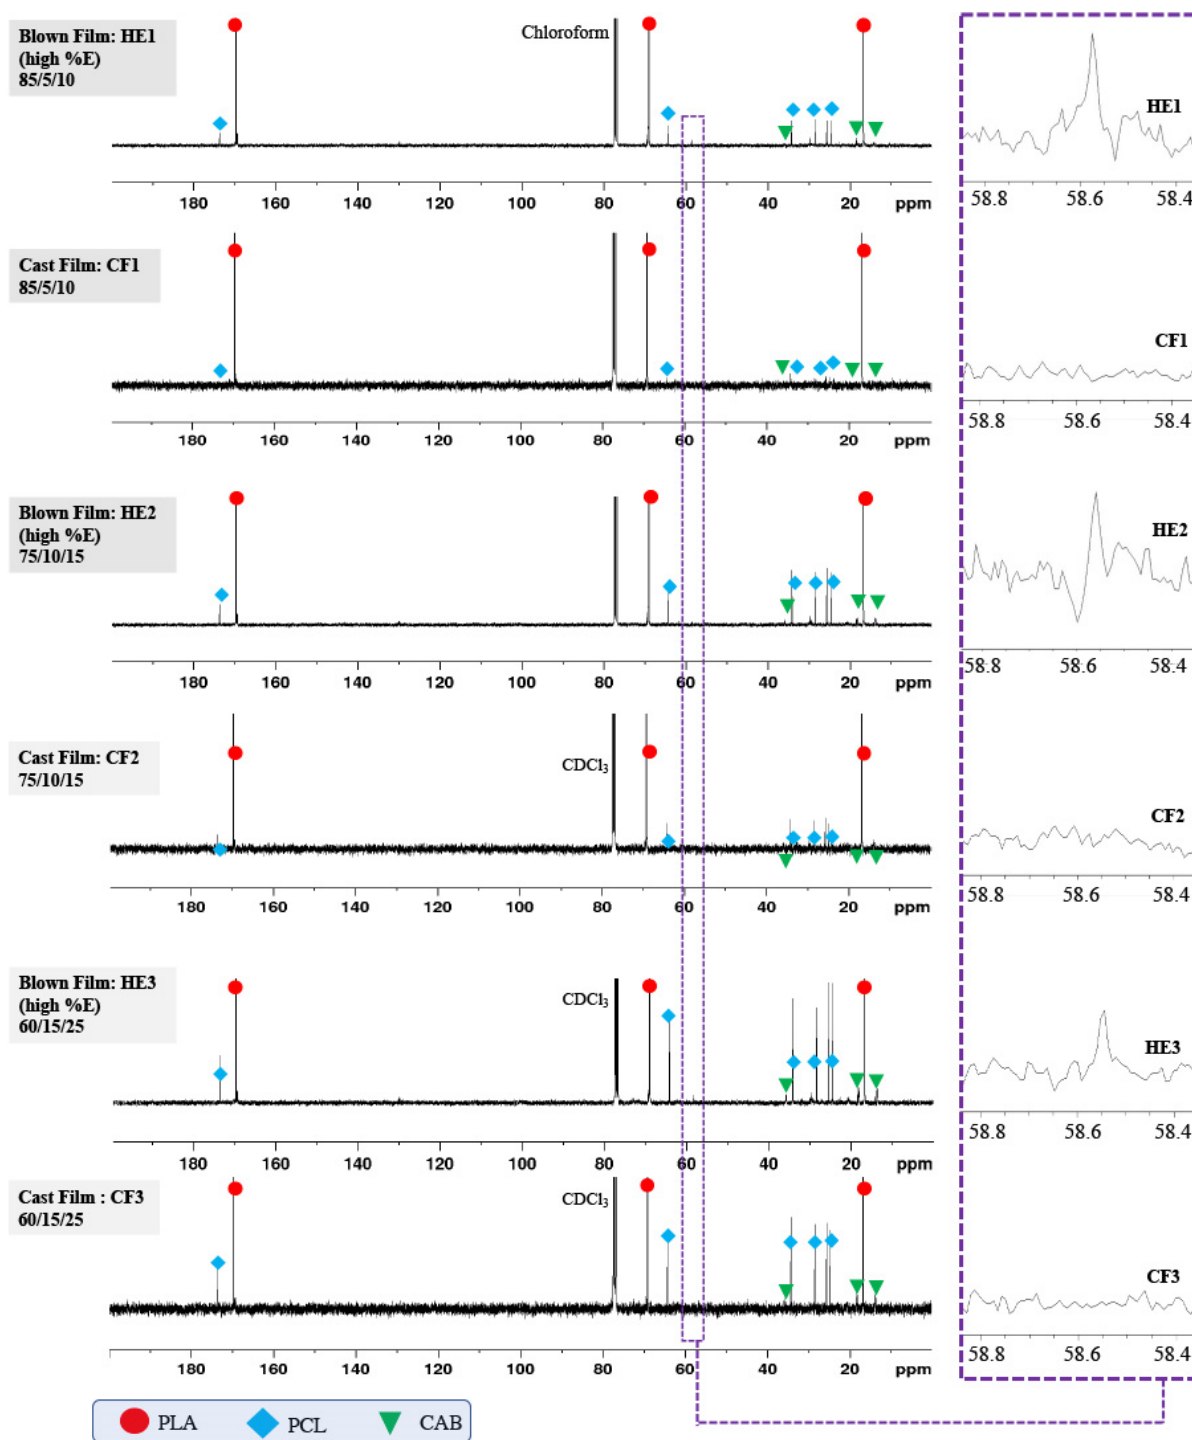 Blown Film: HE1
(high %E)
85/5/10
Chloroform
180 160 140 120 100 80 60 40 20 ppm
HE1
58.8 58.6 58.4
Cast Film: CF1
85/5/10
180 160 140 120 100 80 60 40 20 ppm
CF1
58.8 58.6 58.4
Blown Film: HE2
(high %E)
75/10/15
180 160 140 120 100 80 60 40 20 ppm
HE2
58.8 58.6 58.4
Cast Film: CF2
75/10/15
CDCl₃
180 160 140 120 100 80 60 40 20 ppm
CF2
58.8 58.6 58.4
Blown Film: HE3
(high %E)
60/15/25
CDCl₃
180 160 140 120 100 80 60 40 20 ppm
HE3
58.8 58.6 58.4
Cast Film : CF3
60/15/25
CDCl₃
180 160 140 120 100 80 60 40 20 ppm
CF3
58.8 58.6 58.4
PLA PCL CAB